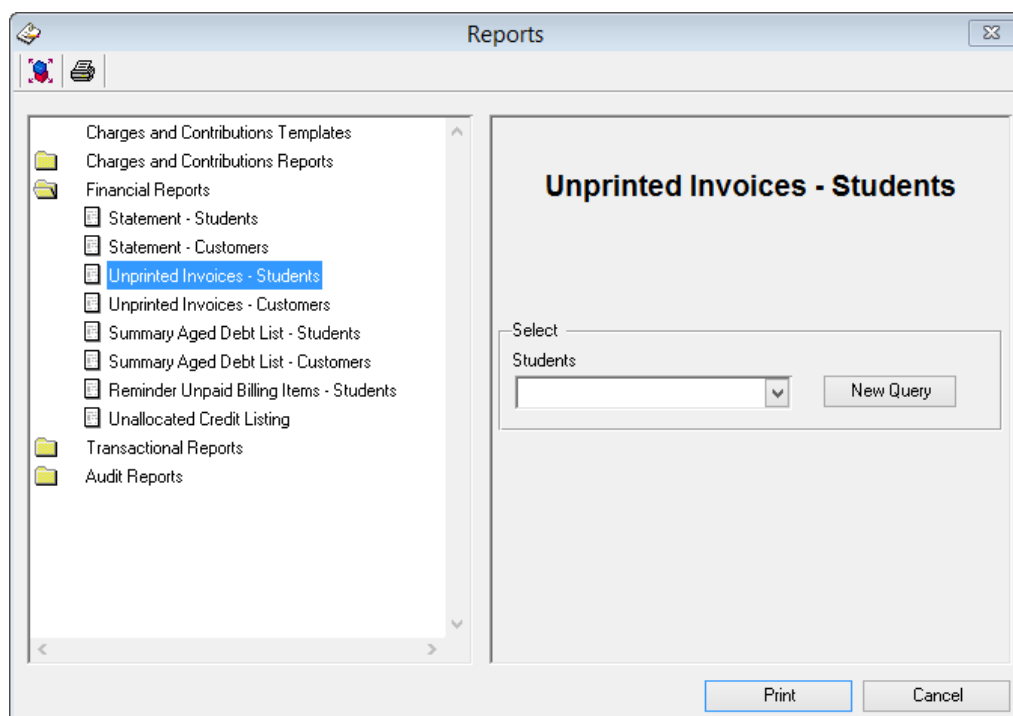 Reports
Charges and Contributions Templates
Charges and Contributions Reports
Financial Reports
Statement - Students
Statement - Customers
Unprinted Invoices - Students
Unprinted Invoices - Customers
Summary Aged Debt List - Students
Summary Aged Debt List - Customers
Reminder Unpaid Billing Items - Students
Unallocated Credit Listing
Transactional Reports
Audit Reports
Unprinted Invoices - Students
Select
Students
New Query
Print
Cancel